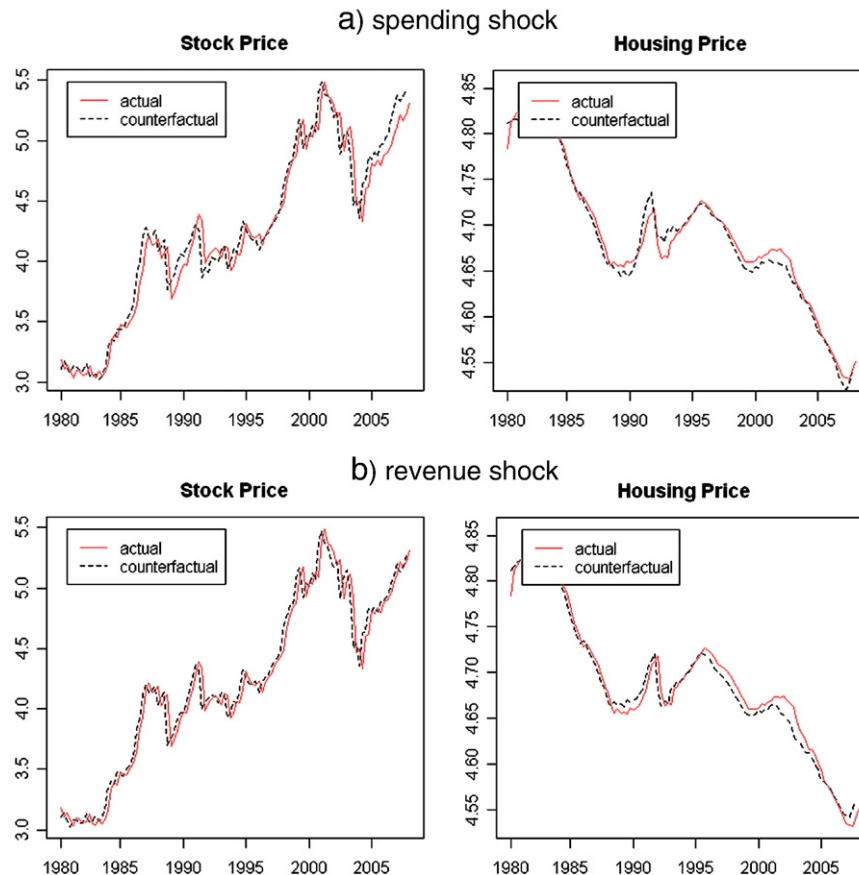 a) spending shock
Stock Price
actual
counterfactual
5.5
5.0
4.5
4.0
3.5
3.0
1980 1985 1990 1995 2000 2005
Housing Price
actual
counterfactual
4.85
4.80
4.75
4.70
4.65
4.60
4.55
1980 1985 1990 1995 2000 2005
b) revenue shock
Stock Price
actual
counterfactual
5.5
5.0
4.5
4.0
3.5
3.0
1980 1985 1990 1995 2000 2005
Housing Price
actual
counterfactual
4.85
4.80
4.75
4.70
4.65
4.60
4.55
1980 1985 1990 1995 2000 2005